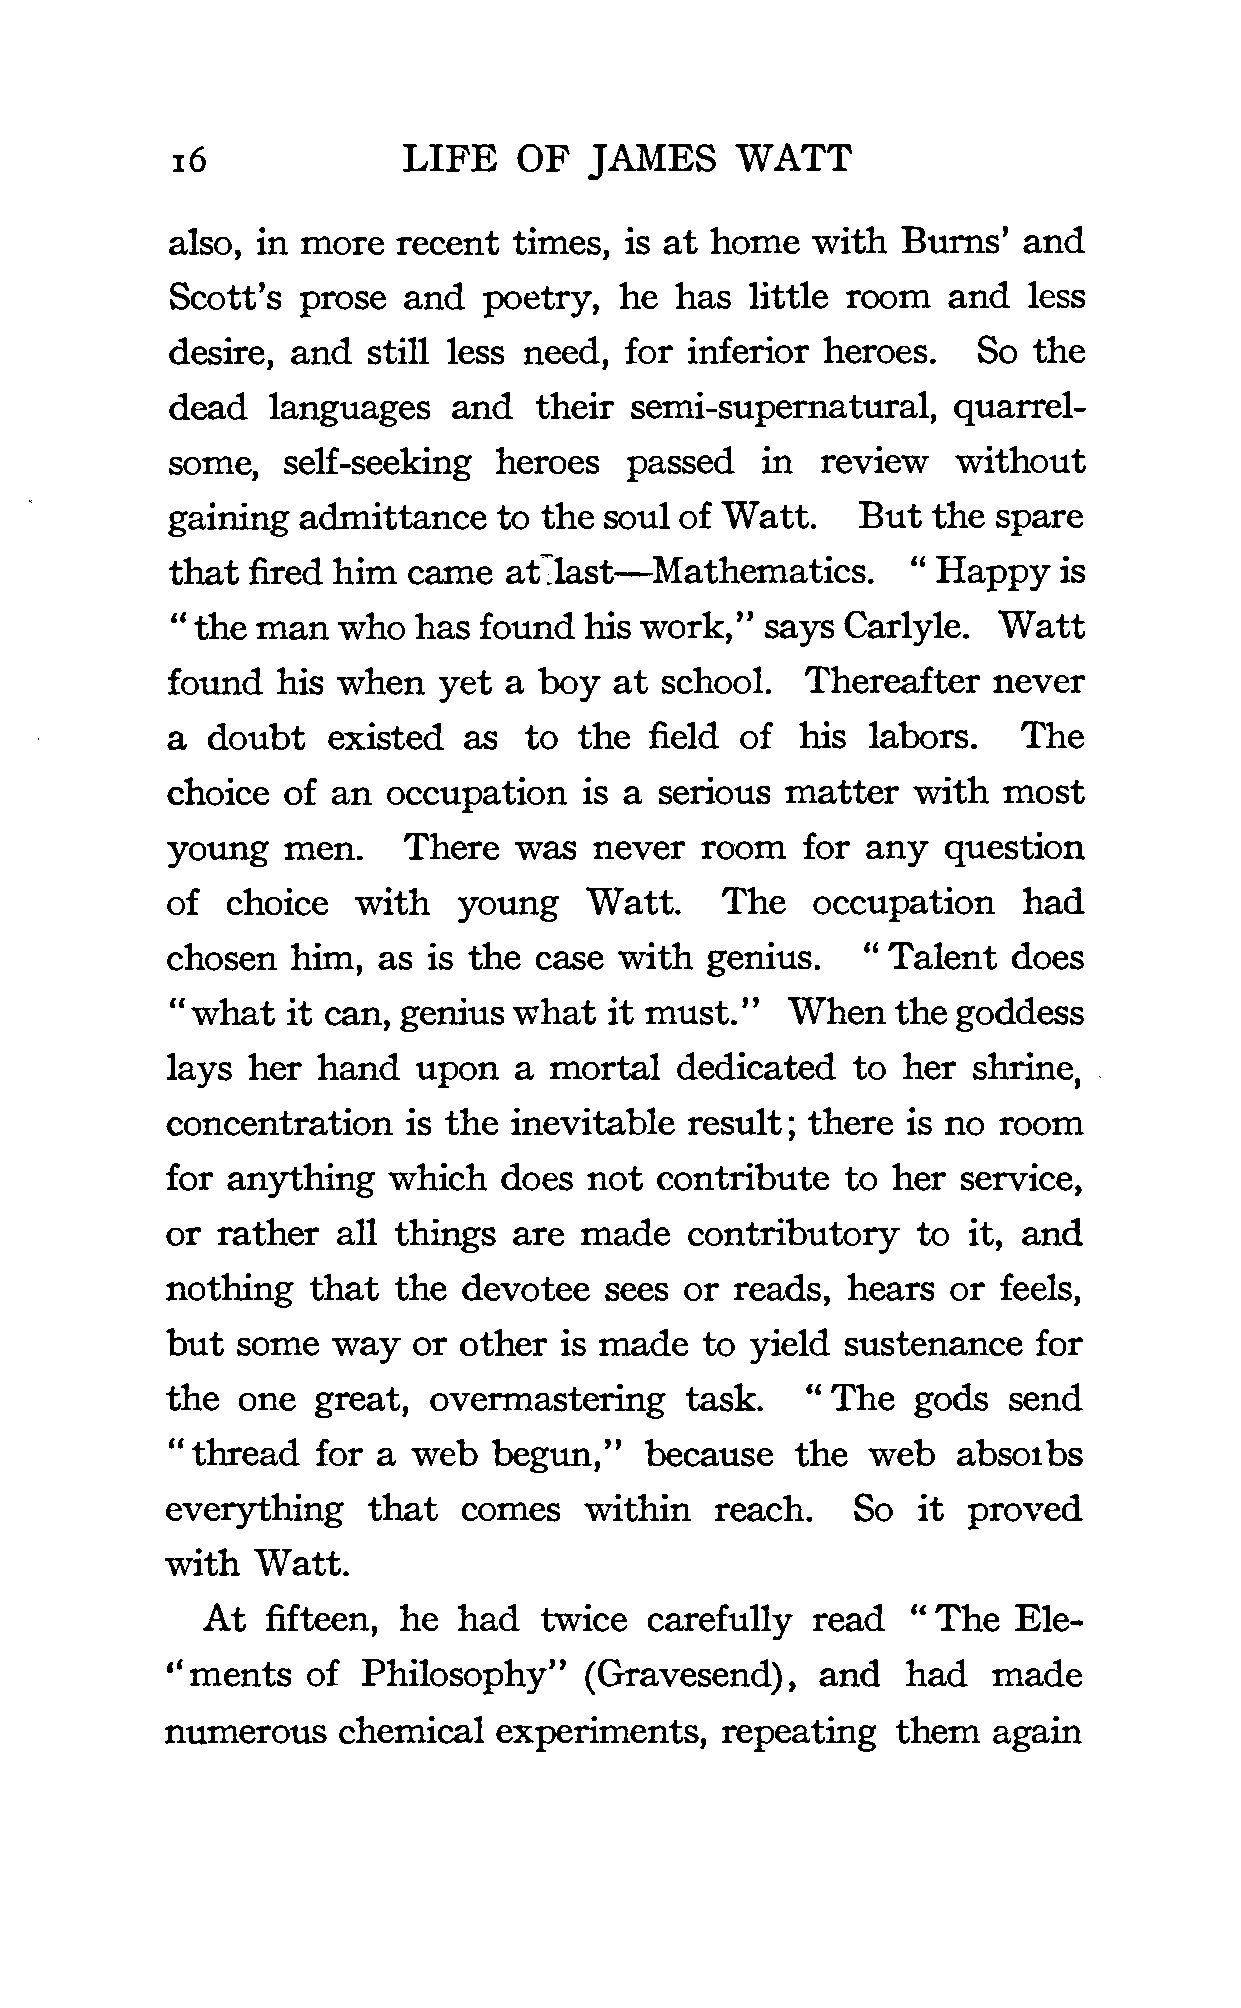 16 LIFE OF JAMES WATT
also, in more recent times, is at home with Burns' and
Scott's prose and poetry, he has little room and less
desire, and still less need, for inferior heroes. So the
dead languages and their semi-supernatural, quarrel-
some, self-seeking heroes passed in review without
gaining admittance to the soul of Watt. But the spare
that fired him came at last—Mathematics. “ Happy is
“ the man who has found his work,” says Carlyle. Watt
found his when yet a boy at school. Thereafter never
a doubt existed as to the field of his labors. The
choice of an occupation is a serious matter with most
young men. There was never room for any question
of choice with young Watt. The occupation had
chosen him, as is the case with genius. “ Talent does
“ what it can, genius what it must.” When the goddess
lays her hand upon a mortal dedicated to her shrine,
concentration is the inevitable result; there is no room
for anything which does not contribute to her service,
or rather all things are made contributory to it, and
nothing that the devotee sees or reads, hears or feels,
but some way or other is made to yield sustenance for
the one great, overmastering task. “ The gods send
“ thread for a web begun,” because the web absorbs
everything that comes within reach. So it proved
with Watt.
At fifteen, he had twice carefully read “ The Ele-
“ ments of Philosophy” (Gravesend), and had made
numerous chemical experiments, repeating them again